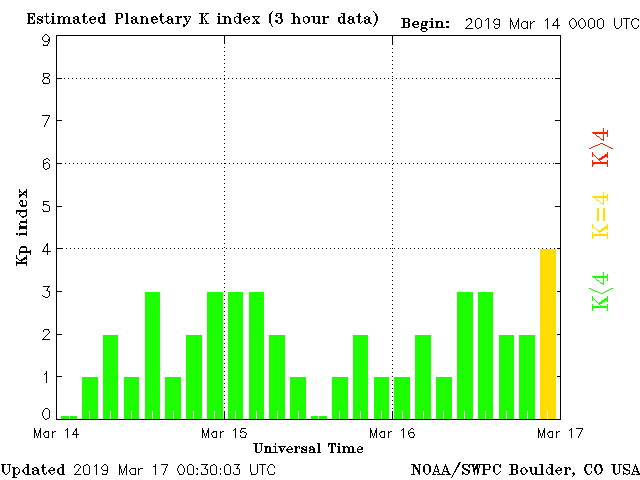 Estimated Planetary K index (3 hour data)
Begin: 2019 Mar 14 0000 UTC
9
8
7
6
5
4
3
2
1
0
Kp index
K>4
K=4
K<4
Mar 14
Mar 15
Mar 16
Mar 17
Universal Time
Updated 2019 Mar 17 00:30:03 UTC
NOAA/SWPC Boulder, CO USA